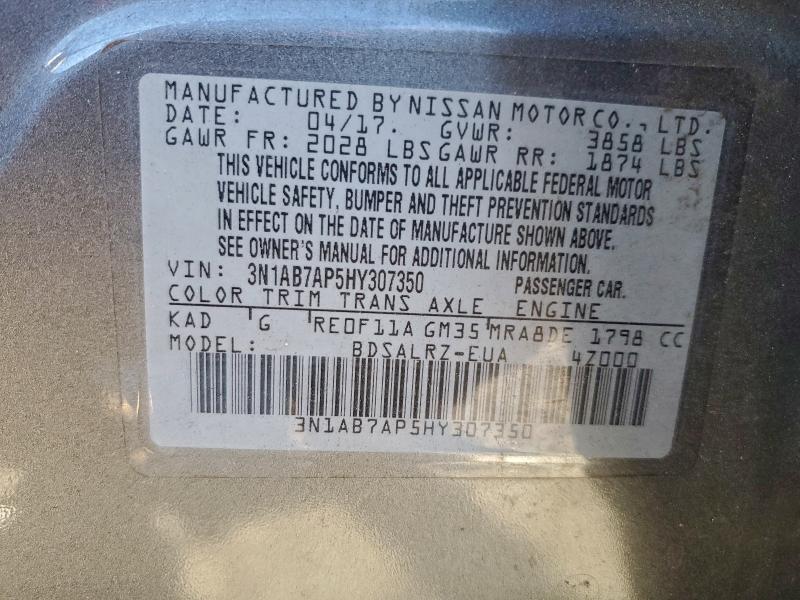 MANUFACTURED BY NISSAN MOTOR CO., LTD.
DATE: 04/17. GVWR: 3858 LBS
GAWR FR: 2028 LBS GAWR RR: 1874 LBS
THIS VEHICLE CONFORMS TO ALL APPLICABLE FEDERAL MOTOR
VEHICLE SAFETY, BUMPER AND THEFT PREVENTION STANDARDS
IN EFFECT ON THE DATE OF MANUFACTURE SHOWN ABOVE.
SEE OWNER'S MANUAL FOR ADDITIONAL INFORMATION.
VIN: 3N1AB7AP5HY307350 PASSENGER CAR.
COLOR TRIM TRANS AXLE ENGINE
KAD G RE0F11A GM35 MRA8DE 1798 CC
MODEL: BDSALRZ-EUA 4Z000
3N1AB7AP5HY307350